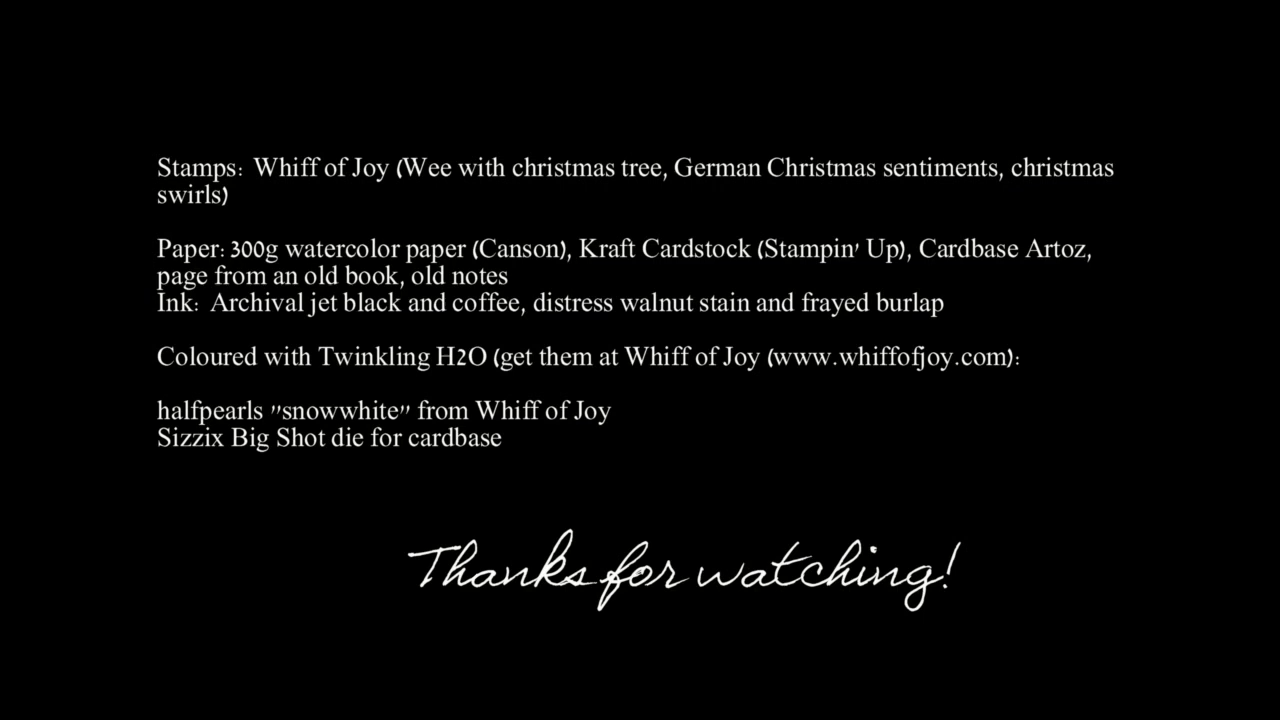 Stamps:  Whiff of Joy (Wee with christmas tree, German Christmas sentiments, christmas
swirls)
Paper: 300g watercolor paper (Canson), Kraft Cardstock (Stampin' Up), Cardbase Artoz,
page from an old book, old notes
Ink:  Archival jet black and coffee, distress walnut stain and frayed burlap
Coloured with Twinkling H2O (get them at Whiff of Joy (www.whiffofjoy.com):
halfpearls "snowwhite" from Whiff of Joy
Sizzix Big Shot die for cardbase
Thanks for watching!